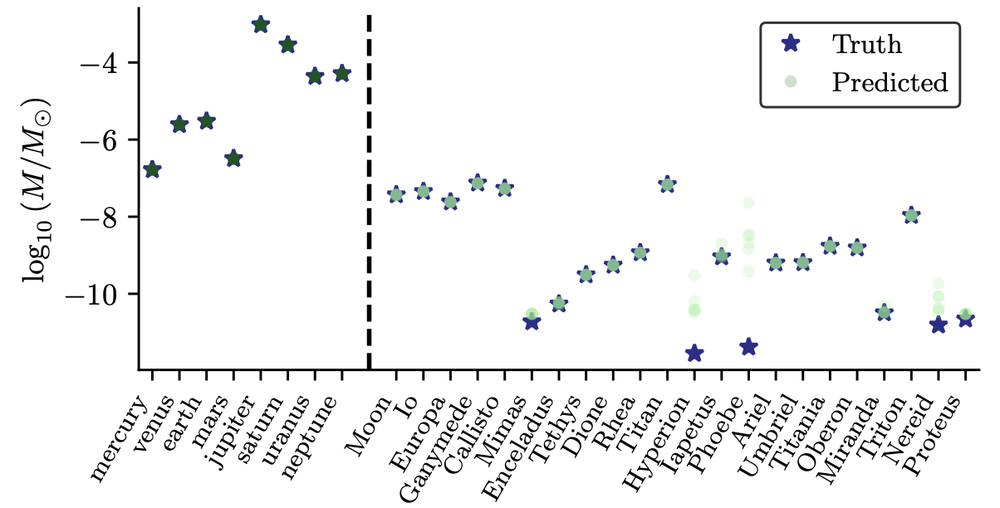 Truth
Predicted
−4
−6
−8
−10
log₁₀ (M/M☉)
mercury
venus
earth
mars
jupiter
saturn
uranus
neptune
Moon
Io
Europa
Ganymede
Callisto
Mimas
Enceladus
Tethys
Dione
Rhea
Titan
Hyperion
Iapetus
Phoebe
Ariel
Umbriel
Titania
Oberon
Miranda
Triton
Nereid
Proteus